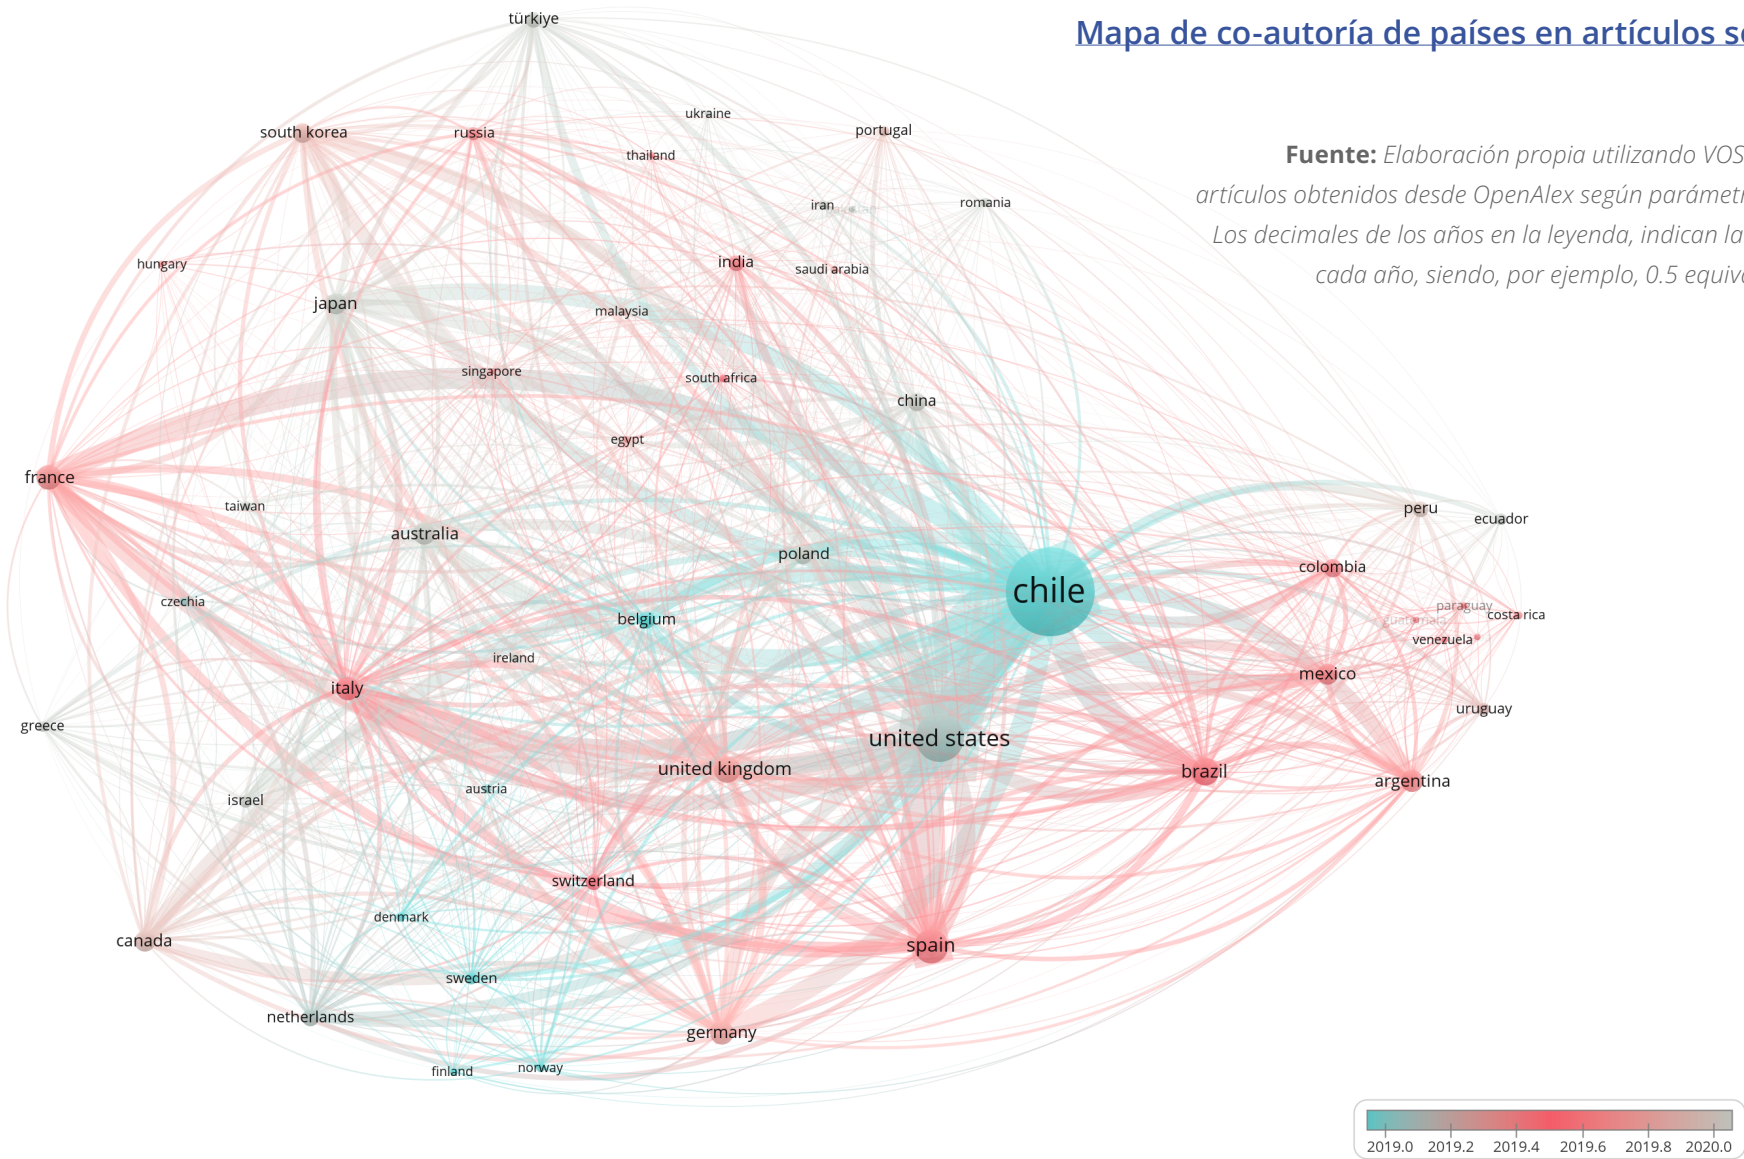 Mapa de co-autoría de países en artículos
Fuente: Elaboración propia utilizando
artículos obtenidos desde OpenAlex según
Los decimales de los años en la leyenda, indican la
cada año, siendo, por ejemplo, 0.5
türkiye
ukraine
south korea
russia
portugal
thailand
iran
romania
hungary
india
saudi arabia
japan
malaysia
singapore
south africa
china
egypt
france
taiwan
peru
ecuador
australia
poland
colombia
chile
czechia
belgium
paraguay
guatemala
costa rica
venezuela
ireland
mexico
italy
uruguay
greece
united states
united kingdom
brazil
argentina
austria
israel
switzerland
denmark
canada
spain
sweden
netherlands
germany
finland
norway
2019.0 2019.2 2019.4 2019.6 2019.8 2020.0